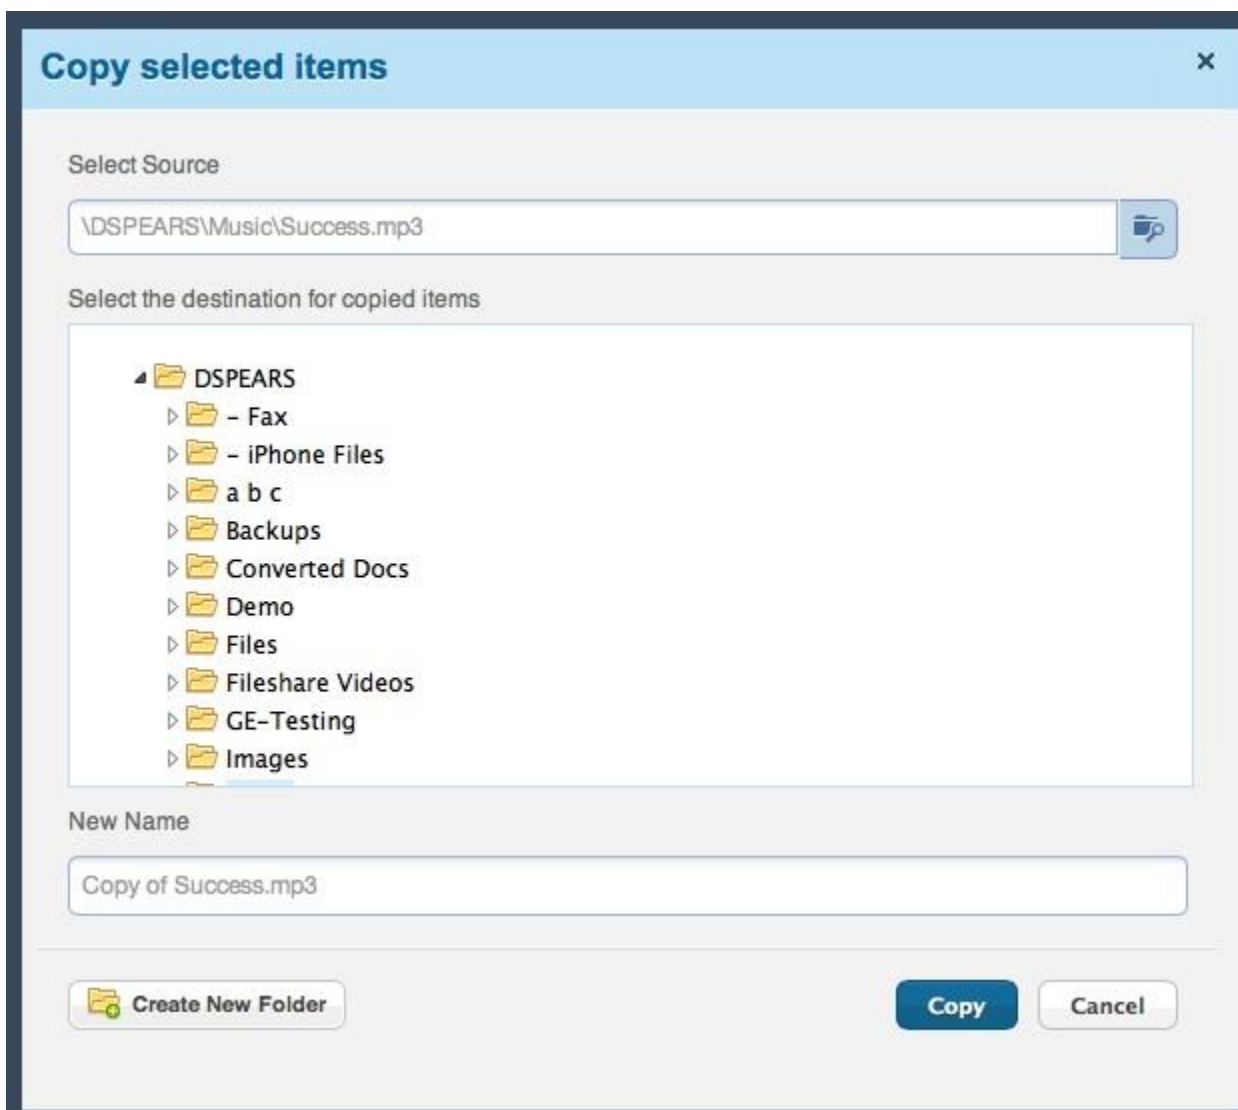 Copy selected items
×
Select Source
\DSPEARS\Music\Success.mp3
Select the destination for copied items
DSPEARS
– Fax
– iPhone Files
a b c
Backups
Converted Docs
Demo
Files
Fileshare Videos
GE-Testing
Images
New Name
Copy of Success.mp3
Create New Folder
Copy
Cancel